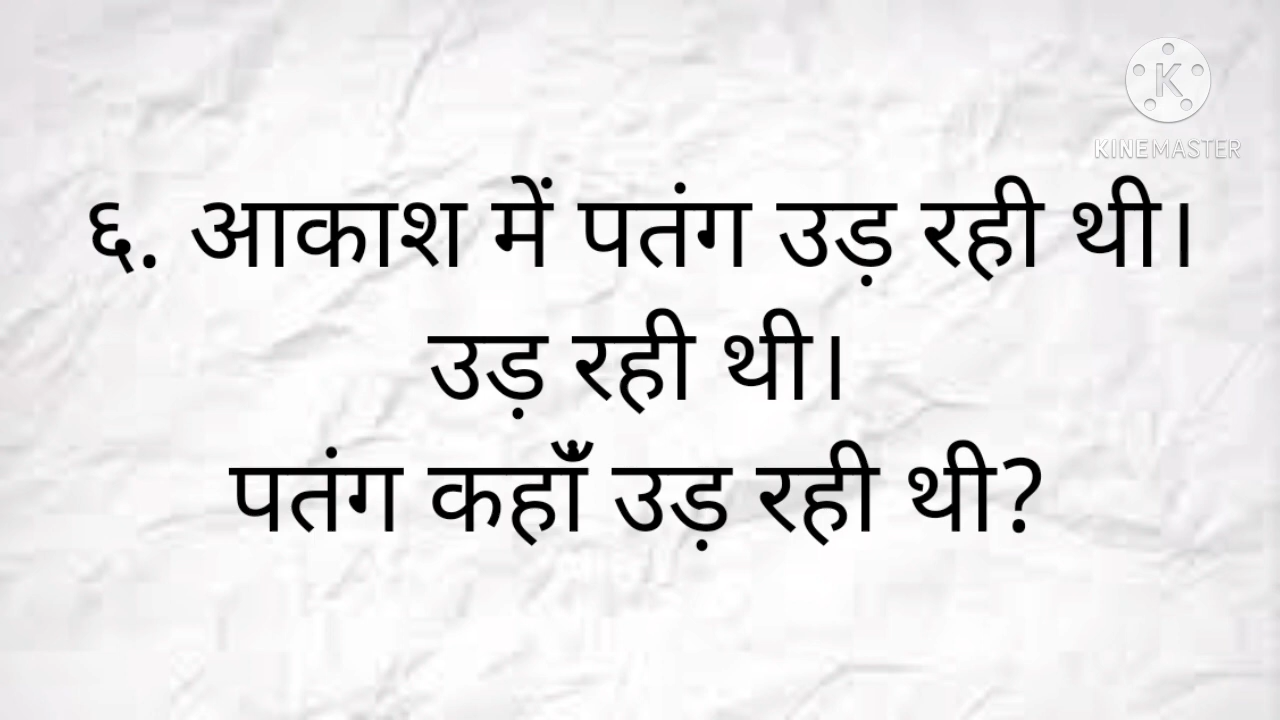 K
KINEMASTER
६. आकाश में पतंग उड़ रही थी।
उड़ रही थी।
पतंग कहाँ उड़ रही थी?